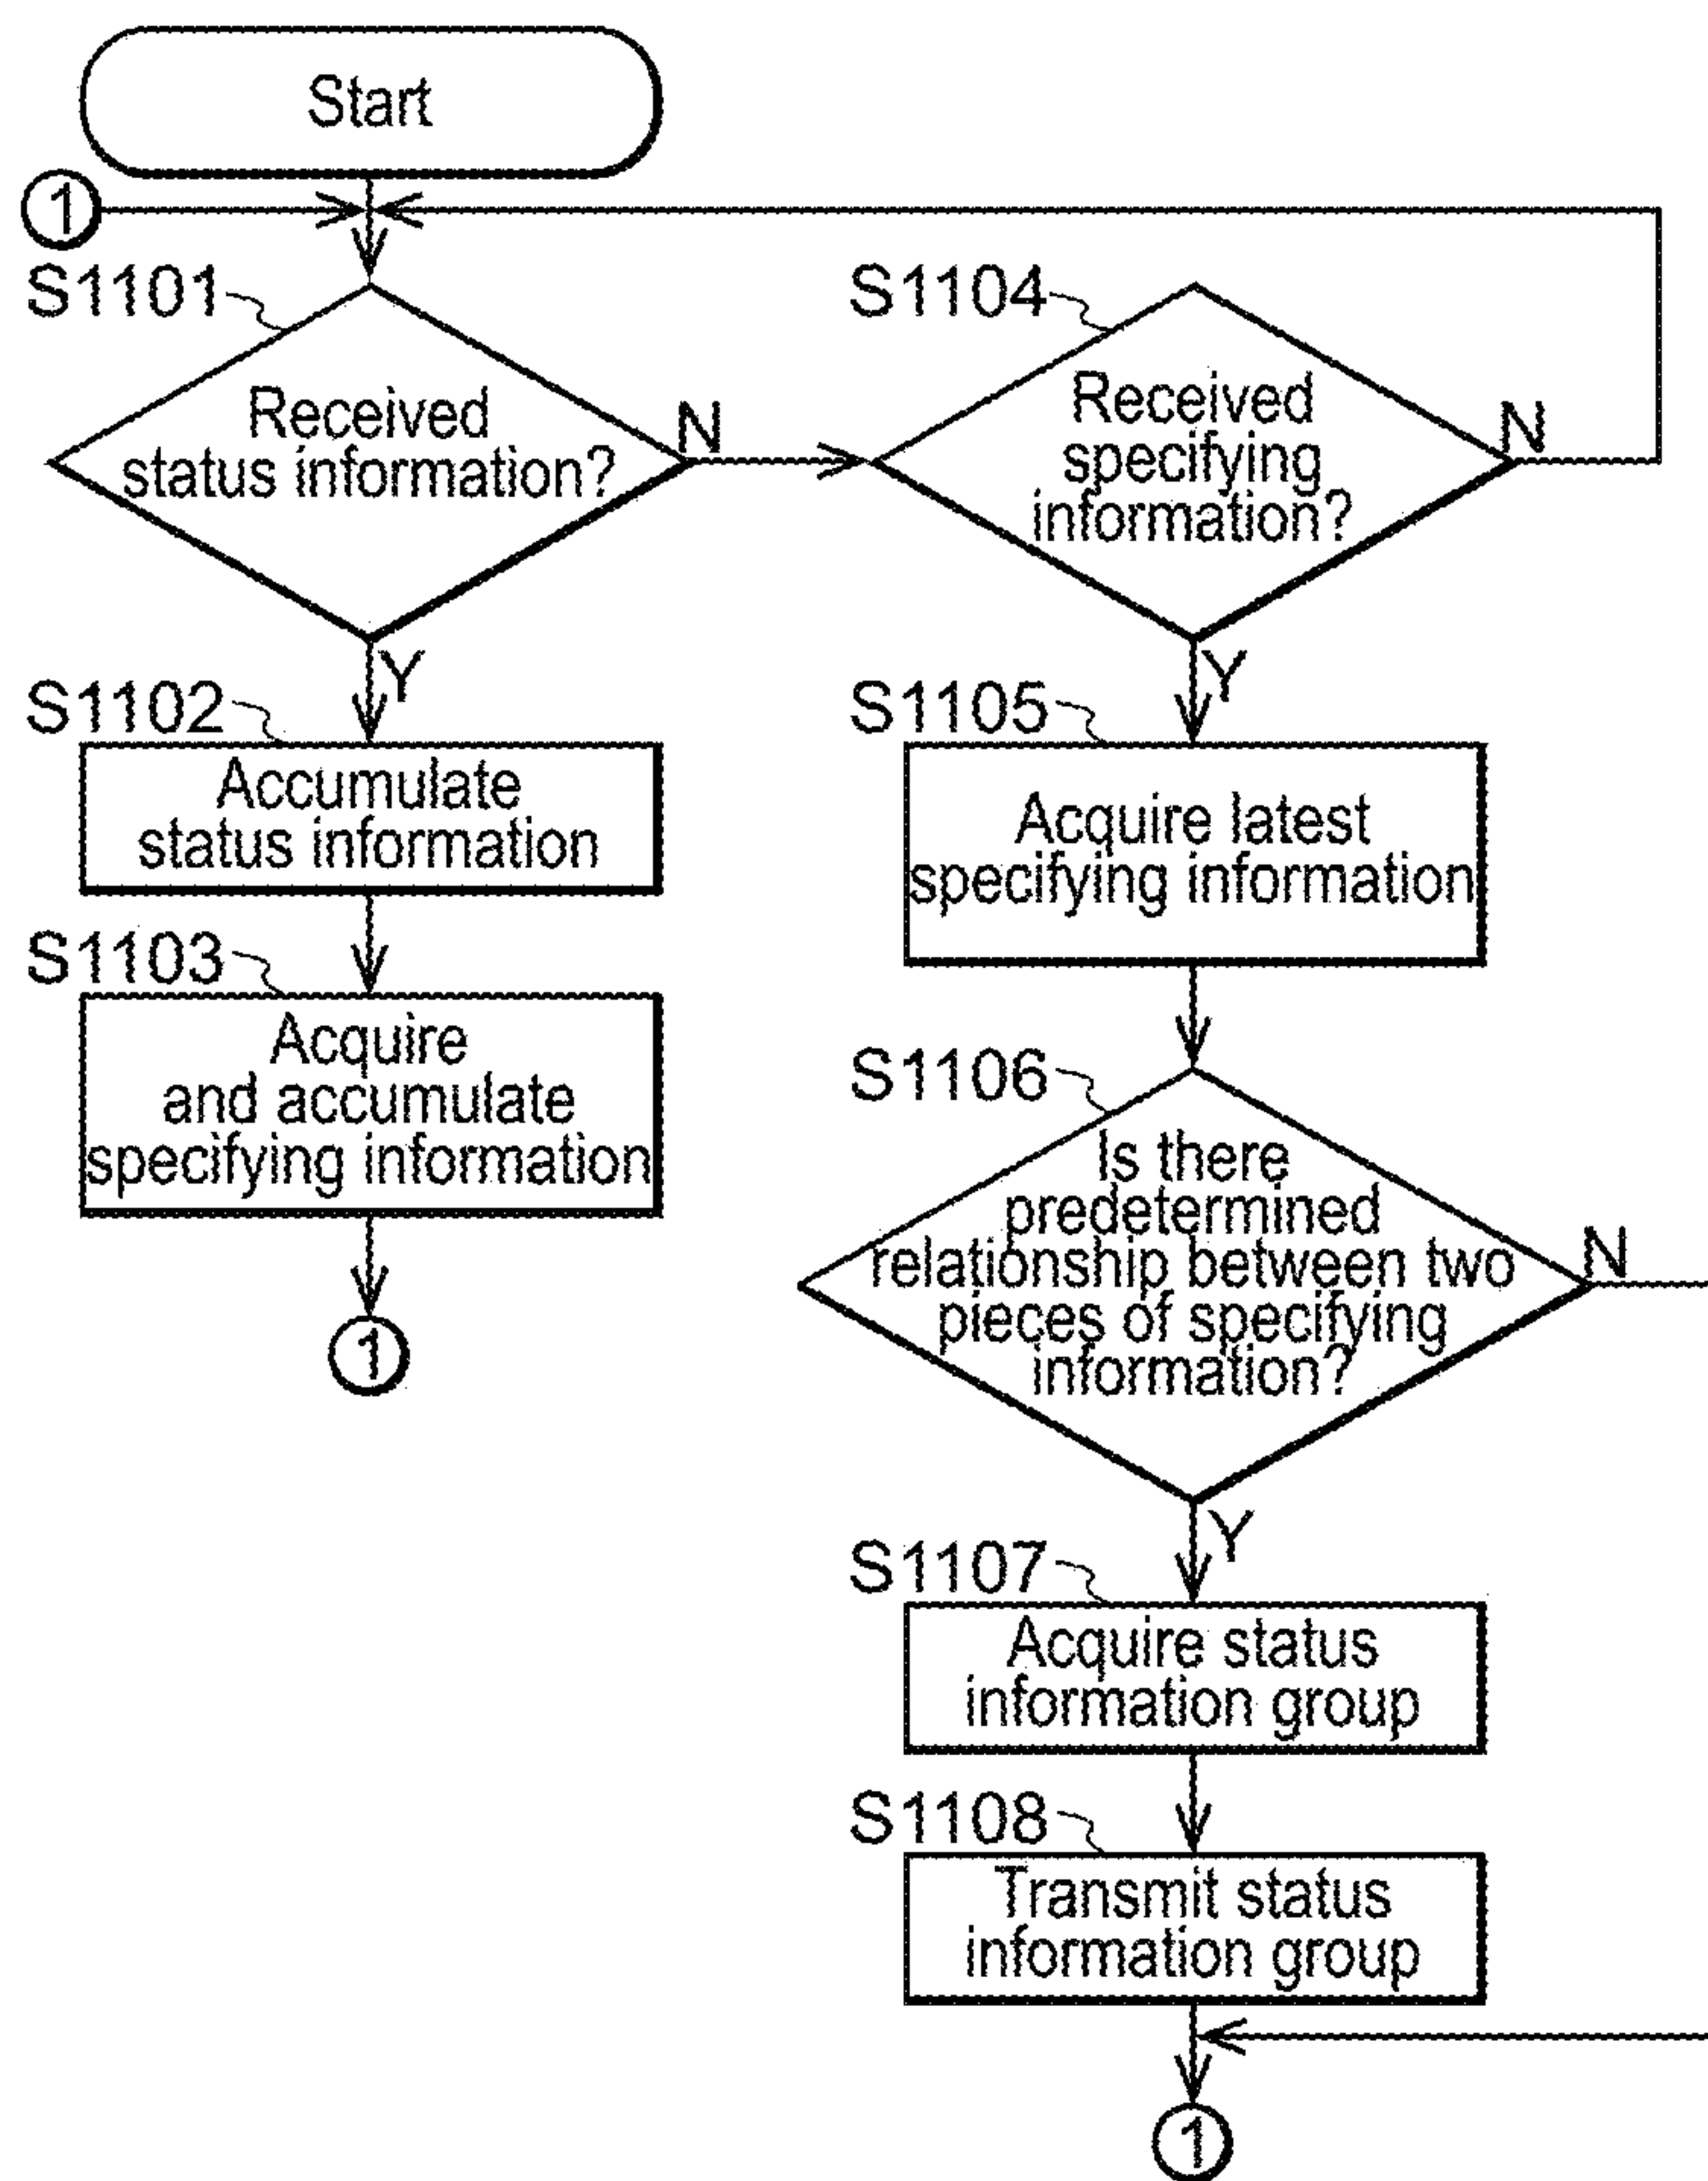 Start
1
S1101
Received
status information?
N
Y
S1102
Accumulate
status information
S1103
Acquire
and accumulate
specifying information
1
S1104
Received
specifying
information?
N
Y
S1105
Acquire latest
specifying information
S1106
Is there
predetermined
relationship between two
pieces of specifying
information?
N
Y
S1107
Acquire status
information group
S1108
Transmit status
information group
1